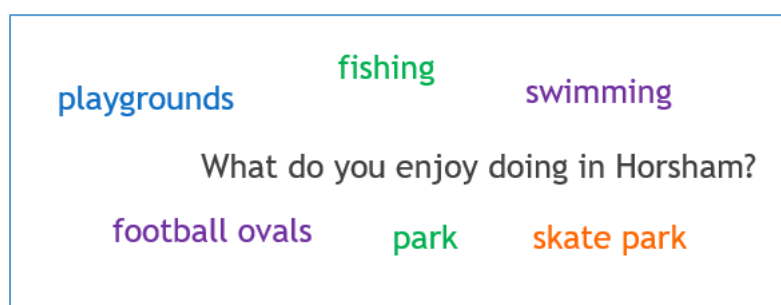 fishing
playgrounds
swimming
What do you enjoy doing in Horsham?
football ovals
park
skate park